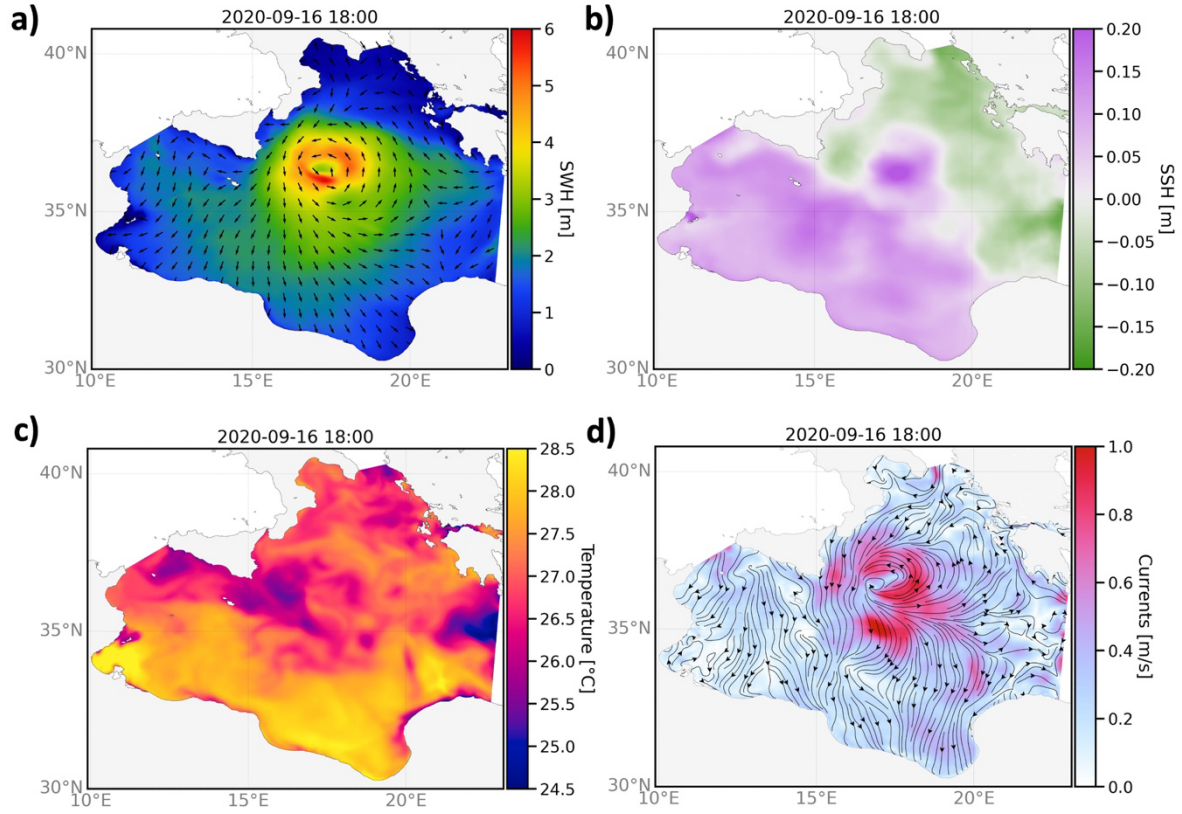 a)
2020-09-16 18:00
40°N
35°N
30°N
10°E
15°E
20°E
6
5
4
3
2
1
0
SWH [m]
b)
2020-09-16 18:00
40°N
35°N
30°N
10°E
15°E
20°E
0.20
0.15
0.10
0.05
0.00
−0.05
−0.10
−0.15
−0.20
SSH [m]
c)
2020-09-16 18:00
40°N
35°N
30°N
10°E
15°E
20°E
28.5
28.0
27.5
27.0
26.5
26.0
25.5
25.0
24.5
Temperature [°C]
d)
2020-09-16 18:00
40°N
35°N
30°N
10°E
15°E
20°E
1.0
0.8
0.6
0.4
0.2
0.0
Currents [m/s]